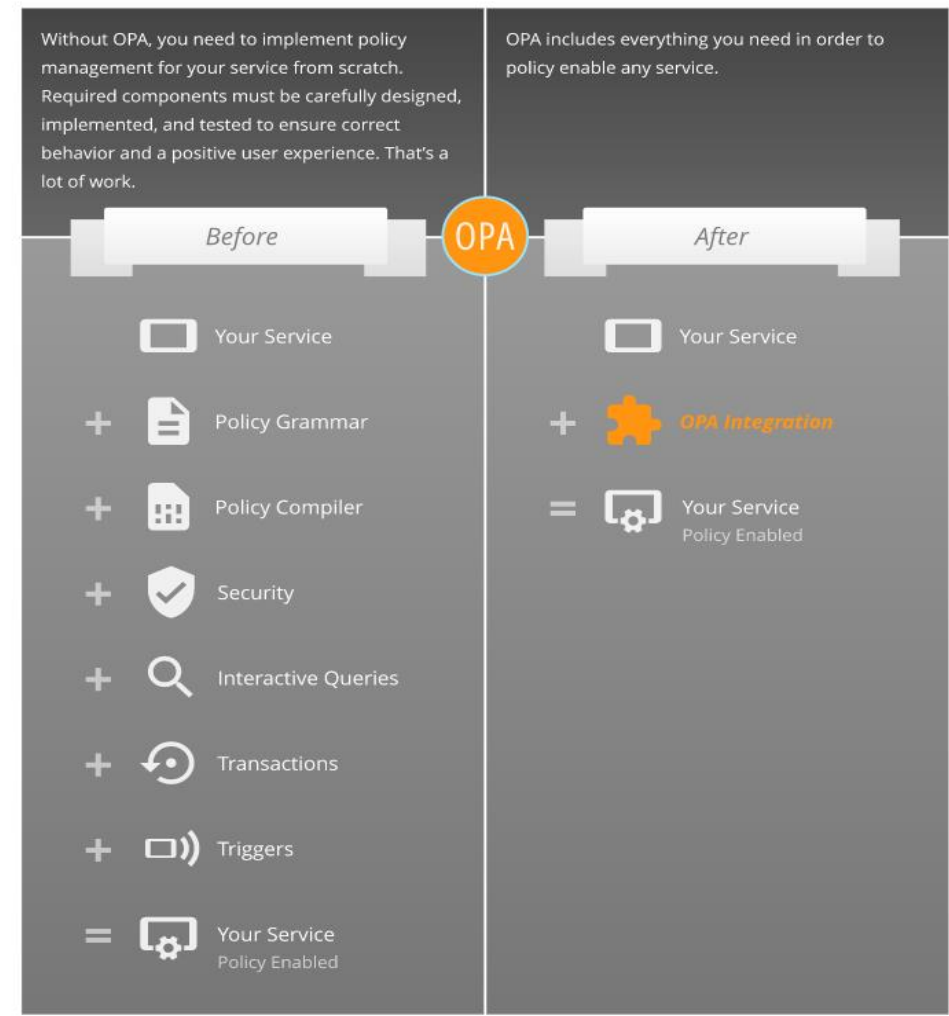 Without OPA, you need to implement policy
management for your service from scratch.
Required components must be carefully designed,
implemented, and tested to ensure correct
behavior and a positive user experience. That's a
lot of work.
OPA includes everything you need in order to
policy enable any service.
Before
OPA
After
Your Service
+ Policy Grammar
+ Policy Compiler
+ Security
+ Interactive Queries
+ Transactions
+ Triggers
= Your Service
Policy Enabled
Your Service
+ OPA Integration
= Your Service
Policy Enabled